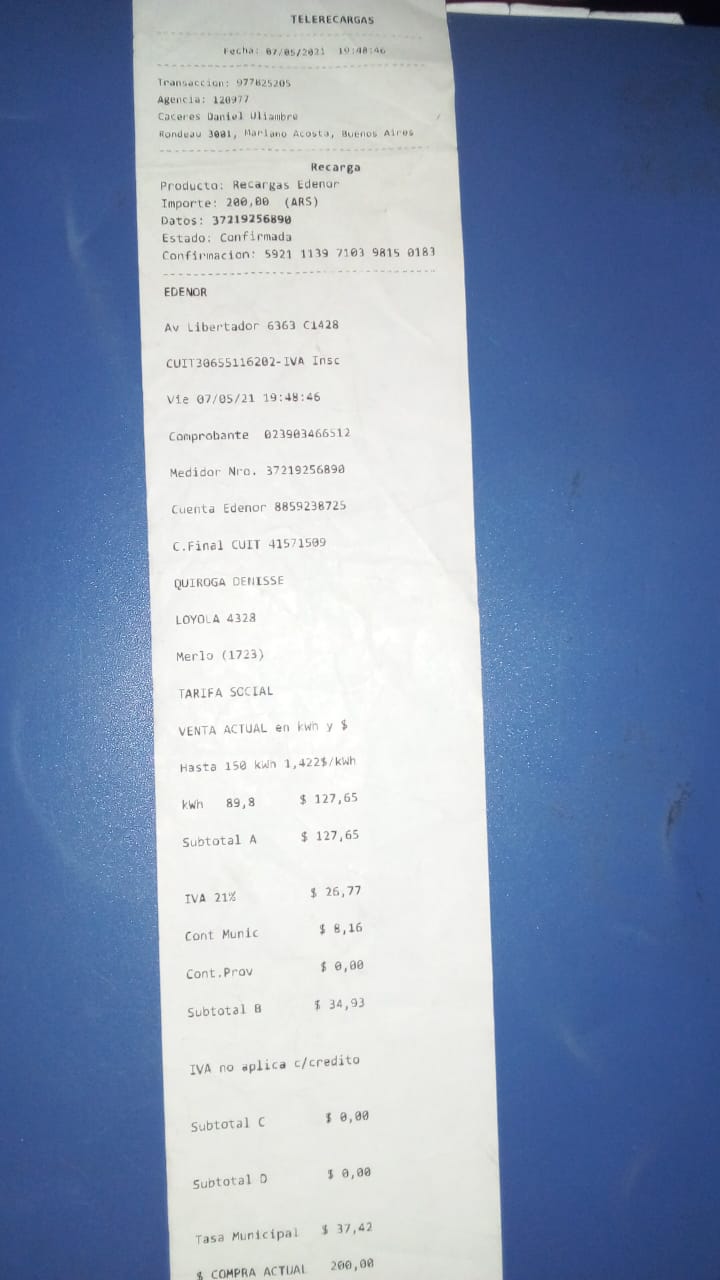 TELERECARGAS
Fecha: 07/05/2021 19:48:46
Transaccion: 977825205
Agencia: 120977
Caceres Daniel Uliambre
Rondeau 3001, Mariano Acosta, Buenos Aires
Recarga
Producto: Recargas Edenor
Importe: 200,00 (ARS)
Datos: 37219256890
Estado: Confirmada
Confirmacion: 5921 1139 7103 9815 0183
EDENOR
Av Libertador 6363 C1428
CUIT30655116202-IVA Insc
Vie 07/05/21 19:48:46
Comprobante 023903466512
Medidor Nro. 37219256890
Cuenta Edenor 8859238725
C.Final CUIT 41571509
QUIROGA DENISSE
LOYOLA 4328
Merlo (1723)
TARIFA SOCIAL
VENTA ACTUAL en kWh y $
Hasta 150 kWh 1,422$/kWh
kWh 89,8 $ 127,65
Subtotal A $ 127,65
IVA 21% $ 26,77
Cont Munic $ 8,16
Cont.Prov $ 0,00
Subtotal B $ 34,93
IVA no aplica c/credito
Subtotal C $ 0,00
Subtotal D $ 0,00
Tasa Municipal $ 37,42
$ COMPRA ACTUAL 200,00